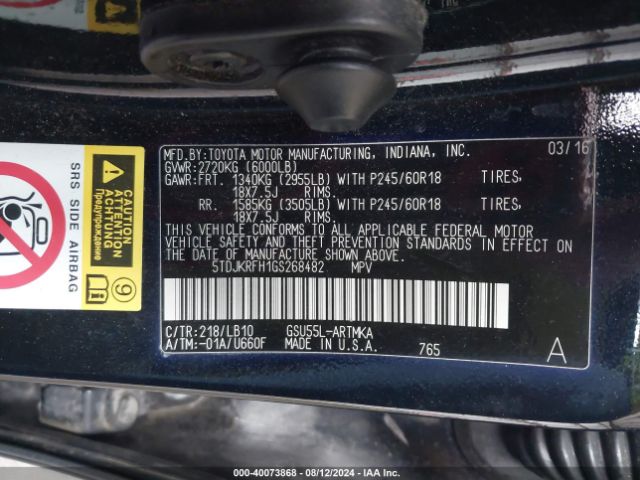 MFD.BY:TOYOTA MOTOR MANUFACTURING, INDIANA, INC. 03/16
GVWR:2720KG (6000LB)
GAWR:FRT. 1340KG (2955LB) WITH P245/60R18 TIRES,
18X7.5J RIMS,
RR. 1585KG (3505LB) WITH P245/60R18 TIRES,
18X7.5J RIMS,
THIS VEHICLE CONFORMS TO ALL APPLICABLE FEDERAL MOTOR
VEHICLE SAFETY AND THEFT PREVENTION STANDARDS IN EFFECT ON
THE DATE OF MANUFACTURE SHOWN ABOVE.
5TDJKRFH1GS268482 MPV
C/TR:218/LB10 GSU55L-ARTMKA
A/TM:-01A/U660F MADE IN U.S.A. 765 A
SRS SIDE AIRBAG
CAUTION
ATTENTION
ACHTUNG
Предупреждение
9
000-40073868 - 08/12/2024 - IAA Inc.